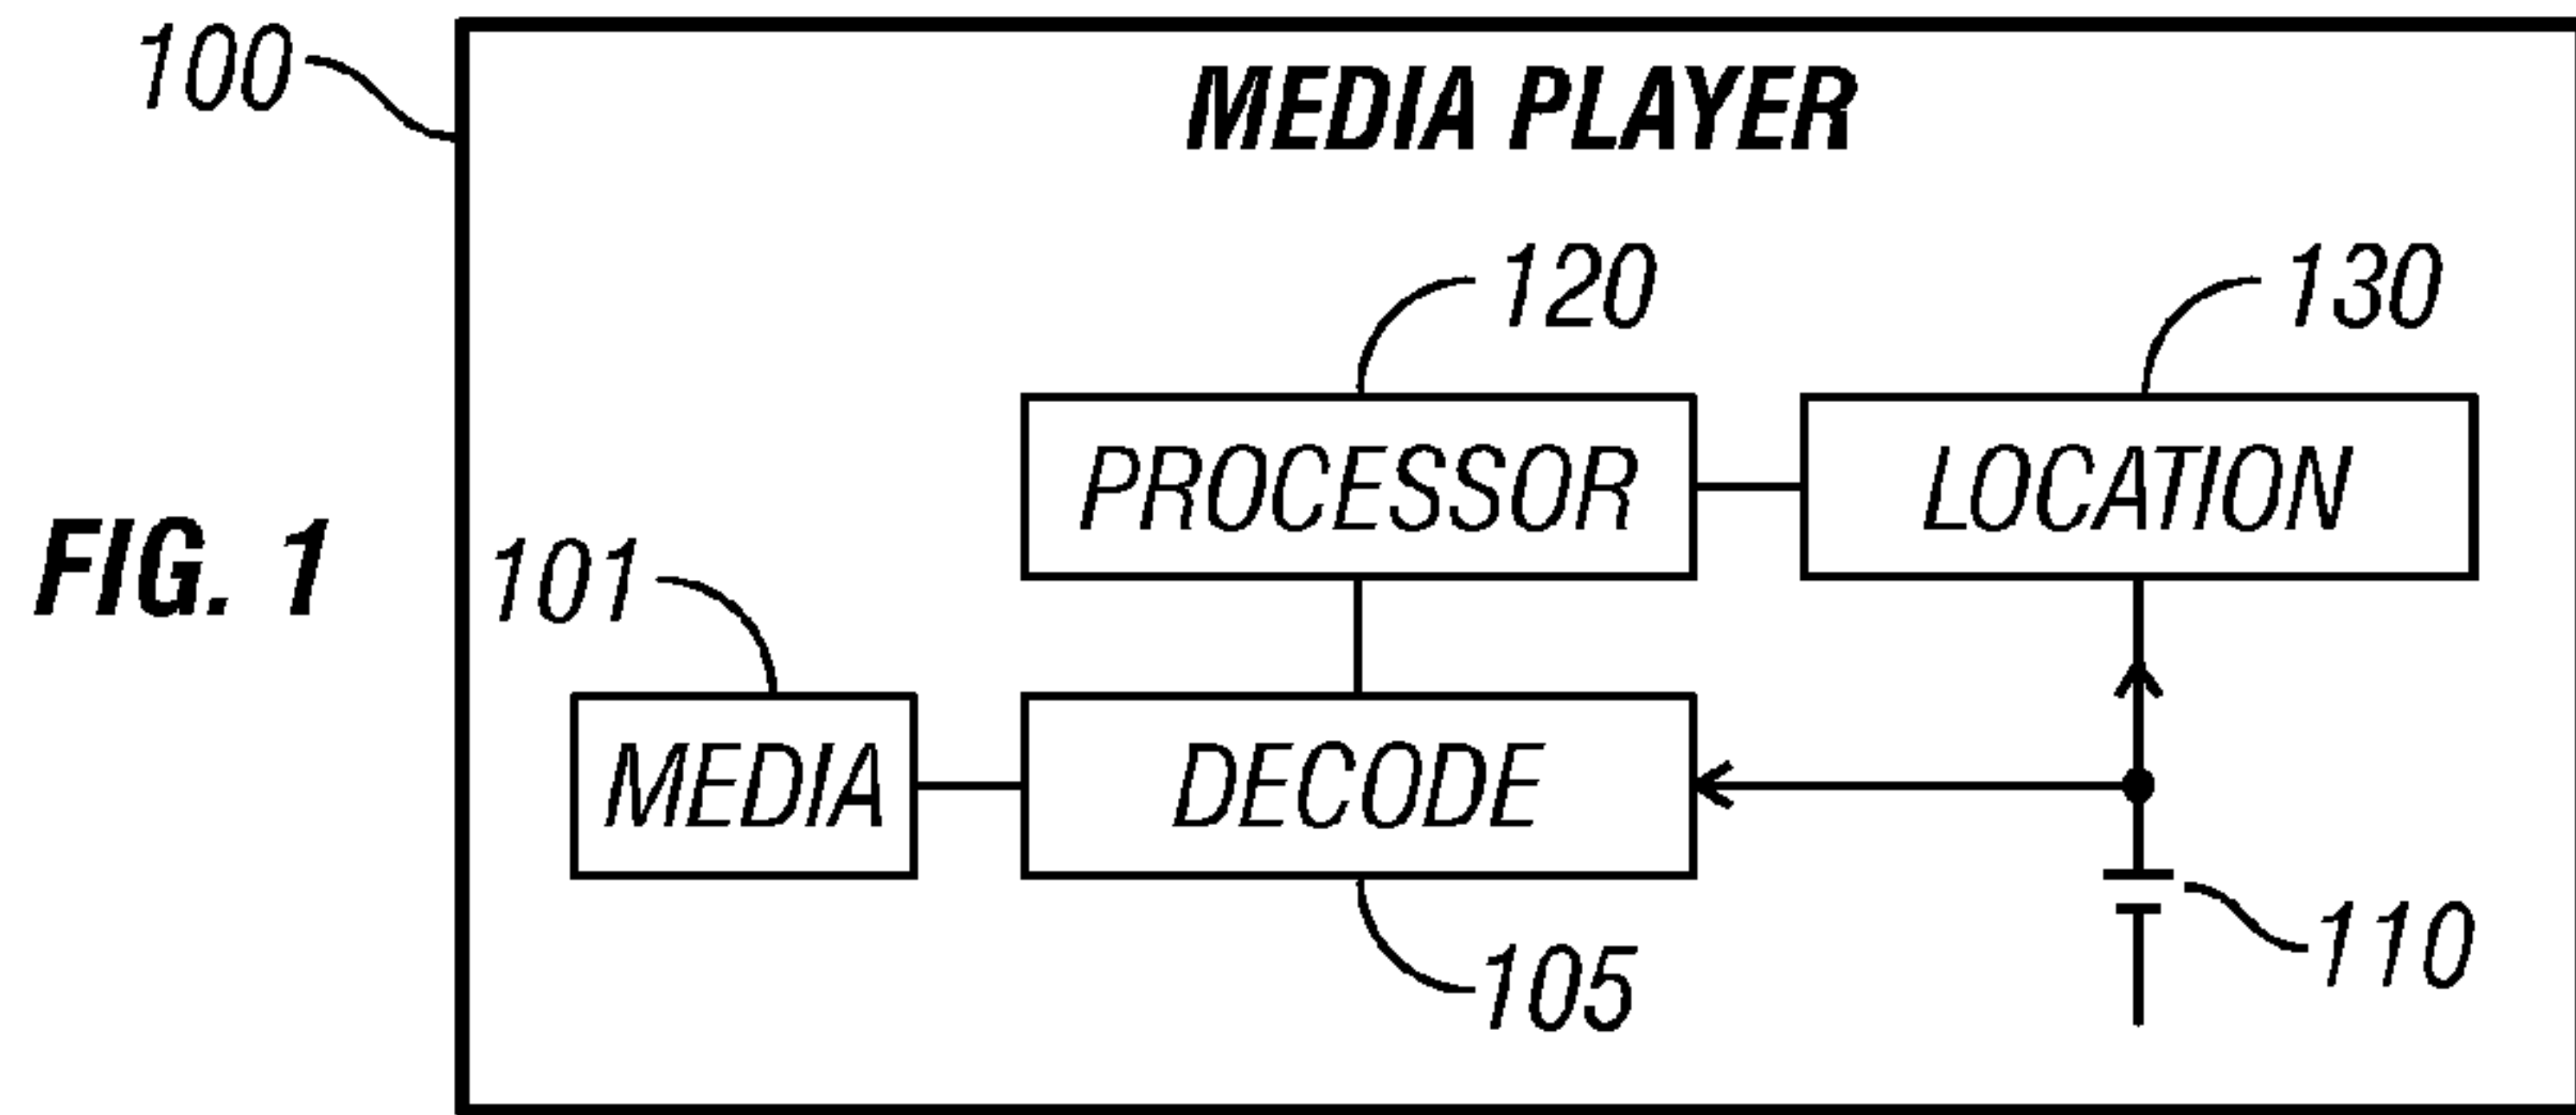 100
MEDIA PLAYER
120
130
PROCESSOR
LOCATION
FIG. 1
101
MEDIA
DECODE
105
110